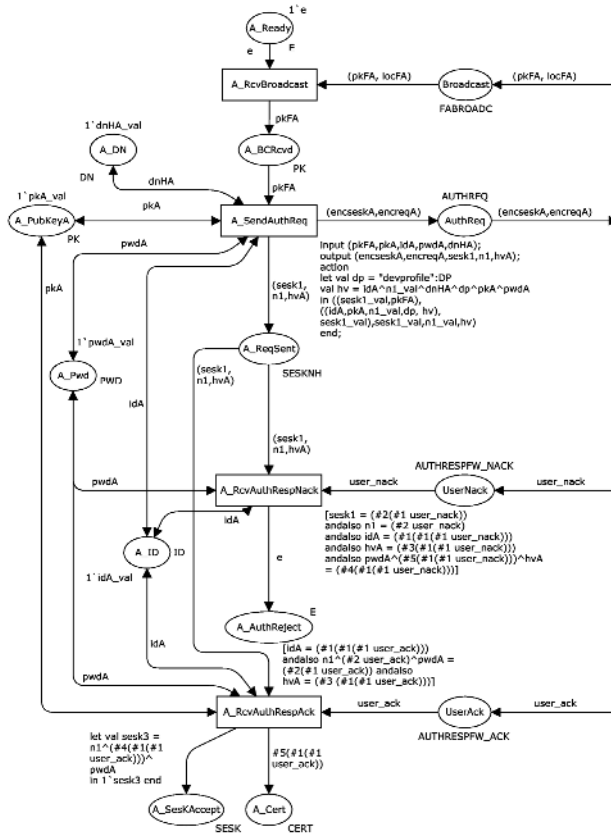 1`e
A_Ready
e
F
A_RcvBroadcast
(pkFA, locFA)
Broadcast
(pkFA, locFA)
FABROADC
pkFA
1`dnHA_val
A_DN
DN
dnHA
A_BCRcvd
PK
pkFA
1`pkA_val
A_PubKeyA
PK
pkA
A_SendAuthReq
(encseskA,encreqA)
AUTHRFQ
AuthReq
(encseskA,encreqA)
pwdA
pkA
input (pkFA,pkA,idA,pwdA,dnHA);
output (encseskA,encreqA,sesk1,n1,hvA);
action
let val dp = "devprofile":DP
val hv = idA^n1_val^dnHA^dp^pkA^pwdA
in ((sesk1_val,pkFA),
((idA,pkA,n1_val,dp, hv),
sesk1_val),sesk1_val,n1_val,hv)
end;
(sesk1,
n1,hvA)
1`pwdA_val
A_Pwd
PWD
A_ReqSent
SESKNH
(sesk1,
n1,hvA)
idA
(sesk1,
n1,hvA)
pwdA
A_RcvAuthRespNack
user_nack
AUTHRESPFW_NACK
UserNack
user_nack
[sesk1 = (#2(#1 user_nack))
andalso n1 = (#2 user_nack)
andalso idA = (#1(#1(#1 user_nack)))
andalso hvA = (#3(#1(#1 user_nack)))
andalso pwdA^(#5(#1(#1 user_nack)))^hvA
= (#4(#1(#1 user_nack)))]
idA
A_ID
ID
1`idA_val
e
A_AuthReject
E
idA
[idA = (#1(#1(#1 user_ack)))
andalso n1^(#2 user_ack)^pwdA =
(#2(#1 user_ack)) andalso
hvA = (#3 (#1(#1 user_ack)))]
pwdA
A_RcvAuthRespAck
user_ack
UserAck
user_ack
AUTHRESPFW_ACK
let val sesk3 =
n1^(#4(#1(#1
user_ack)))^
pwdA
in 1`sesk3 end
#5(#1(#1
user_ack))
A_SesKAccept
SESK
A_Cert
CERT